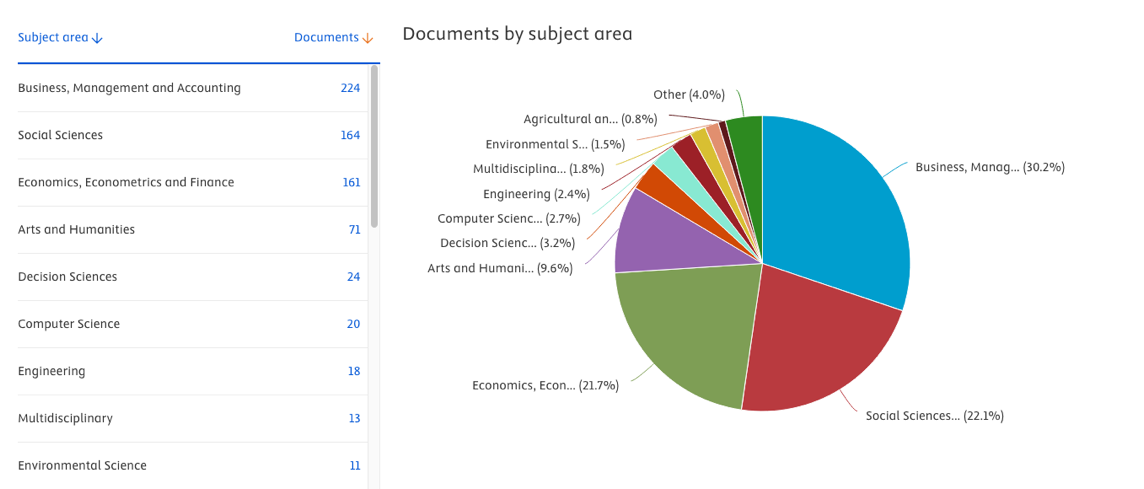 Subject area
Documents
Business, Management and Accounting 224
Social Sciences 164
Economics, Econometrics and Finance 161
Arts and Humanities 71
Decision Sciences 24
Computer Science 20
Engineering 18
Multidisciplinary 13
Environmental Science 11
Documents by subject area
Other (4.0%)
Agricultural an... (0.8%)
Environmental S... (1.5%)
Multidisciplina... (1.8%)
Engineering (2.4%)
Computer Scienc... (2.7%)
Decision Scienc... (3.2%)
Arts and Humani... (9.6%)
Economics, Econ... (21.7%)
Business, Manag... (30.2%)
Social Sciences... (22.1%)